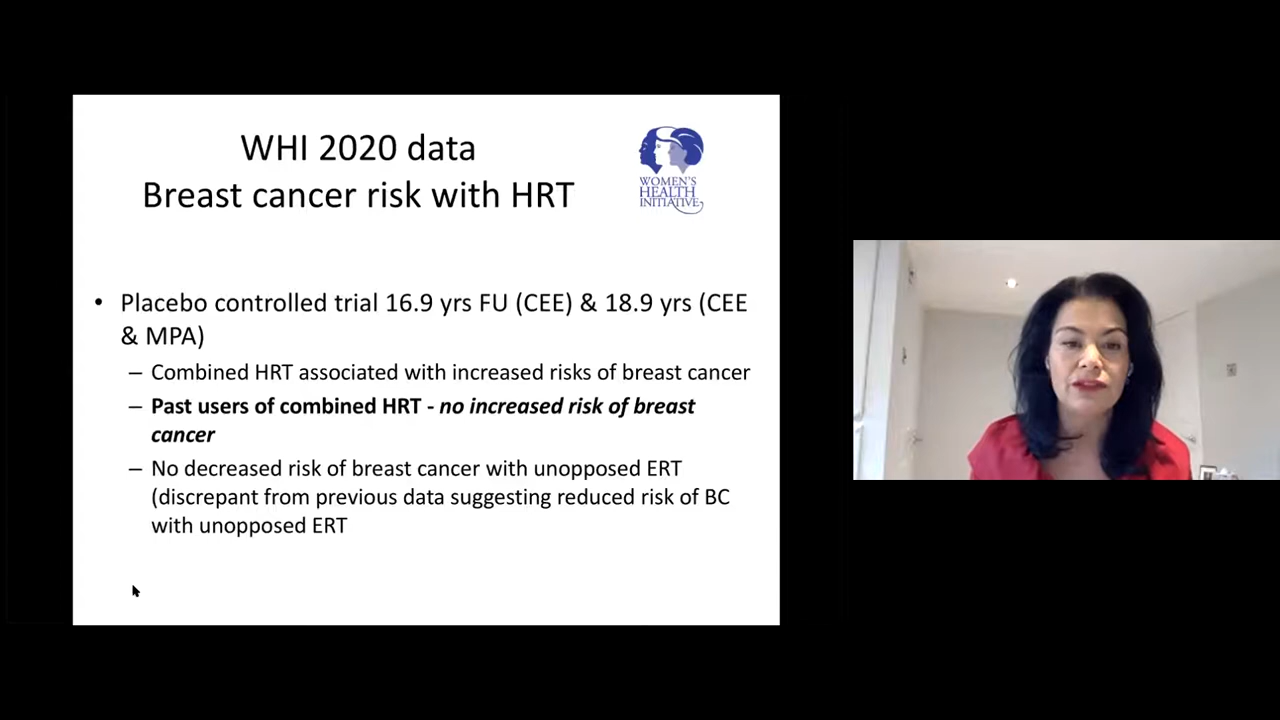 WHI 2020 data
Breast cancer risk with HRT
WOMEN'S
HEALTH
INITIATIVE
• Placebo controlled trial 16.9 yrs FU (CEE) & 18.9 yrs (CEE
& MPA)
– Combined HRT associated with increased risks of breast cancer
– Past users of combined HRT - no increased risk of breast
cancer
– No decreased risk of breast cancer with unopposed ERT
(discrepant from previous data suggesting reduced risk of BC
with unopposed ERT